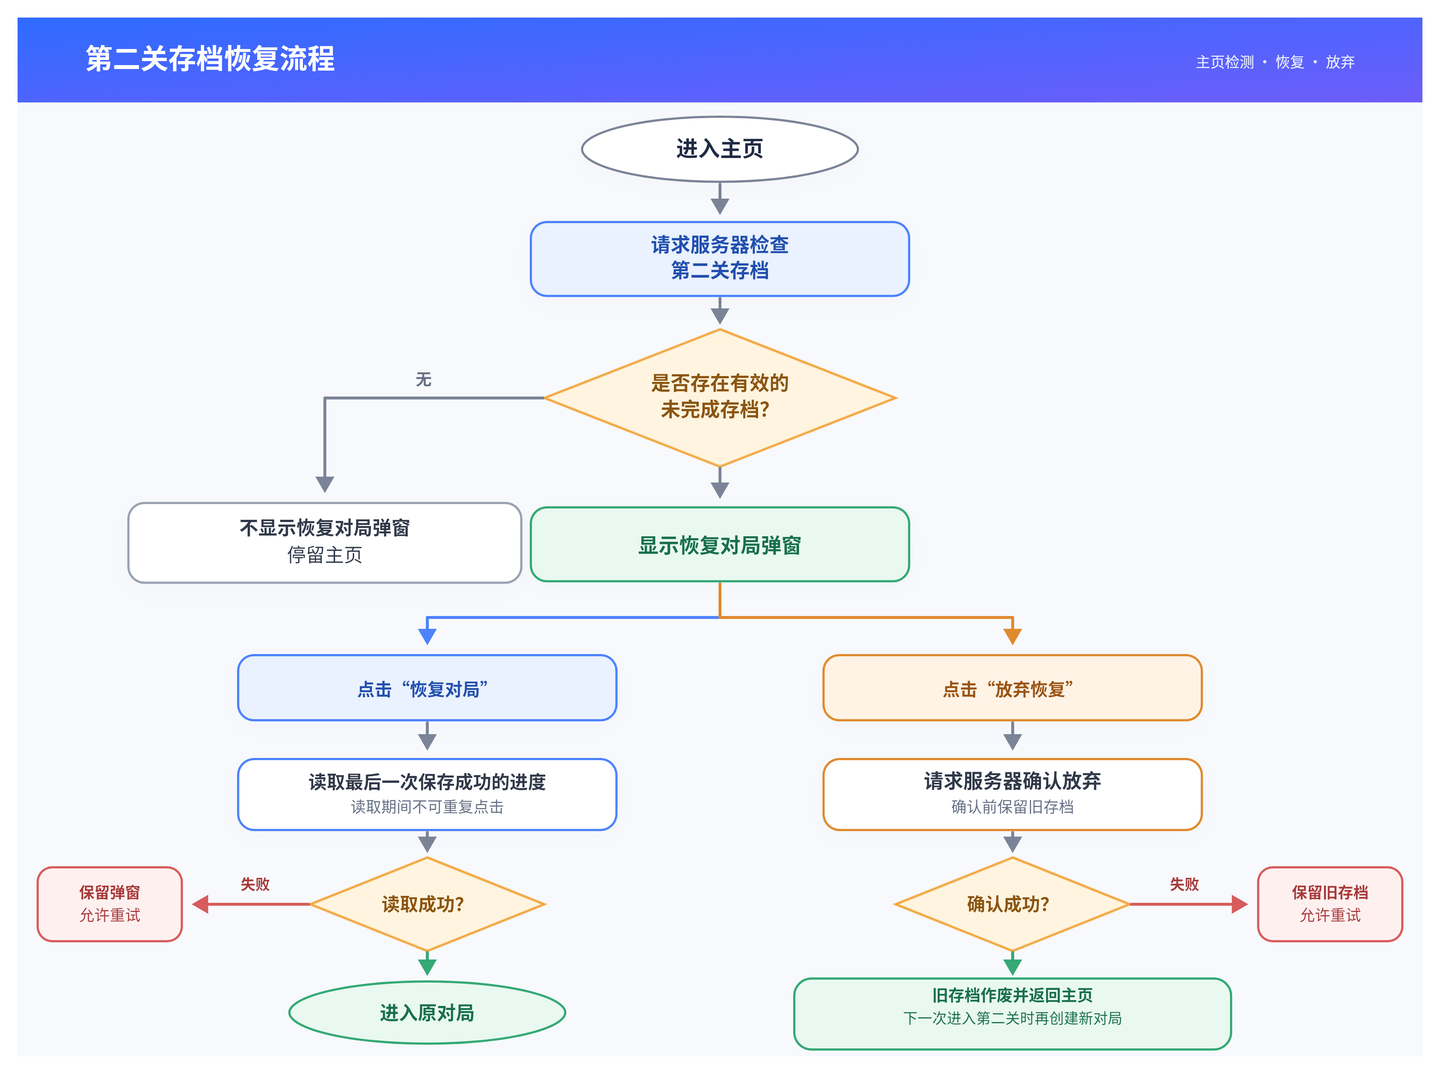 第二关存档恢复流程
主页检测 · 恢复 · 放弃
进入主页
请求服务器检查
第二关存档
是否存在有效的
未完成存档?
无
不显示恢复对局弹窗
停留主页
显示恢复对局弹窗
点击“恢复对局”
点击“放弃恢复”
读取最后一次保存成功的进度
读取期间不可重复点击
请求服务器确认放弃
确认前保留旧存档
保留弹窗
允许重试
失败
读取成功?
确认成功?
失败
保留旧存档
允许重试
进入原对局
旧存档作废并返回主页
下一次进入第二关时再创建新对局